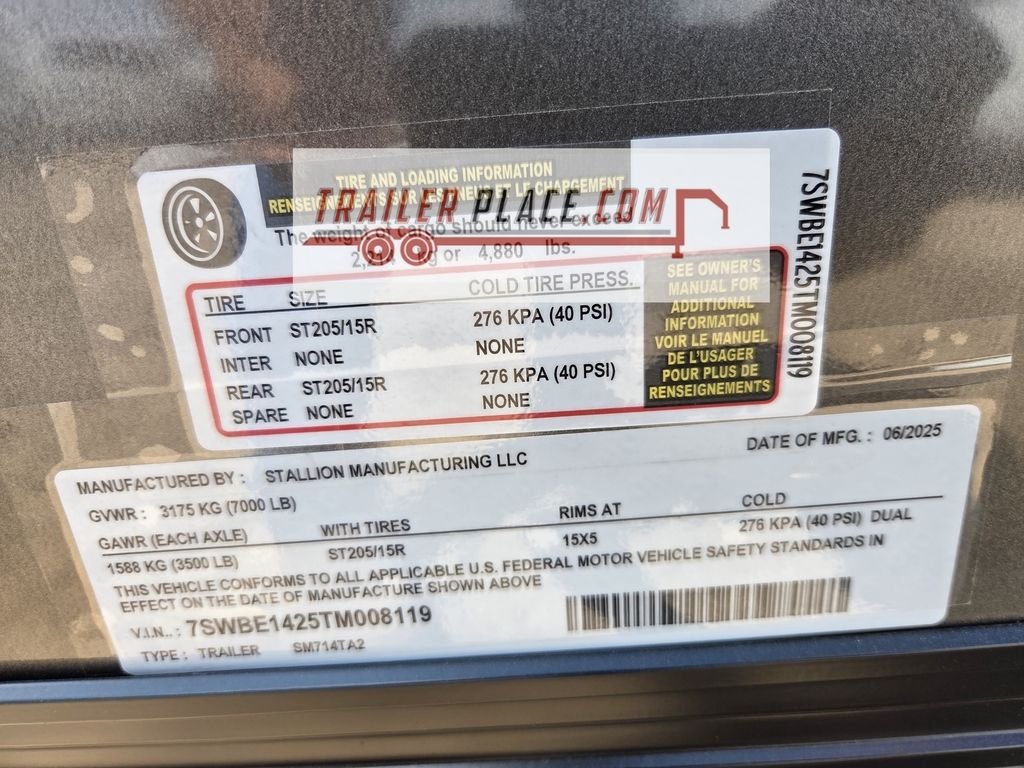 TIRE AND LOADING INFORMATION
RENSEIGNEMENTS SUR LES PNEUS ET LE CHARGEMENT
TRAILER PLACE.COM
The weight of cargo should never exceed
kg or 4,880 lbs.
TIRE SIZE COLD TIRE PRESS.
FRONT ST205/15R 276 KPA (40 PSI)
INTER NONE NONE
REAR ST205/15R 276 KPA (40 PSI)
SPARE NONE NONE
SEE OWNER'S
MANUAL FOR
ADDITIONAL
INFORMATION
VOIR LE MANUEL
DE L'USAGER
POUR PLUS DE
RENSEIGNEMENTS
7SWBE1425TM008119
MANUFACTURED BY : STALLION MANUFACTURING LLC DATE OF MFG. : 06/2025
GVWR : 3175 KG (7000 LB)
GAWR (EACH AXLE) WITH TIRES RIMS AT COLD
1588 KG (3500 LB) ST205/15R 15X5 276 KPA (40 PSI) DUAL
THIS VEHICLE CONFORMS TO ALL APPLICABLE U.S. FEDERAL MOTOR VEHICLE SAFETY STANDARDS IN
EFFECT ON THE DATE OF MANUFACTURE SHOWN ABOVE
V.I.N.. : 7SWBE1425TM008119
TYPE : TRAILER SM714TA2